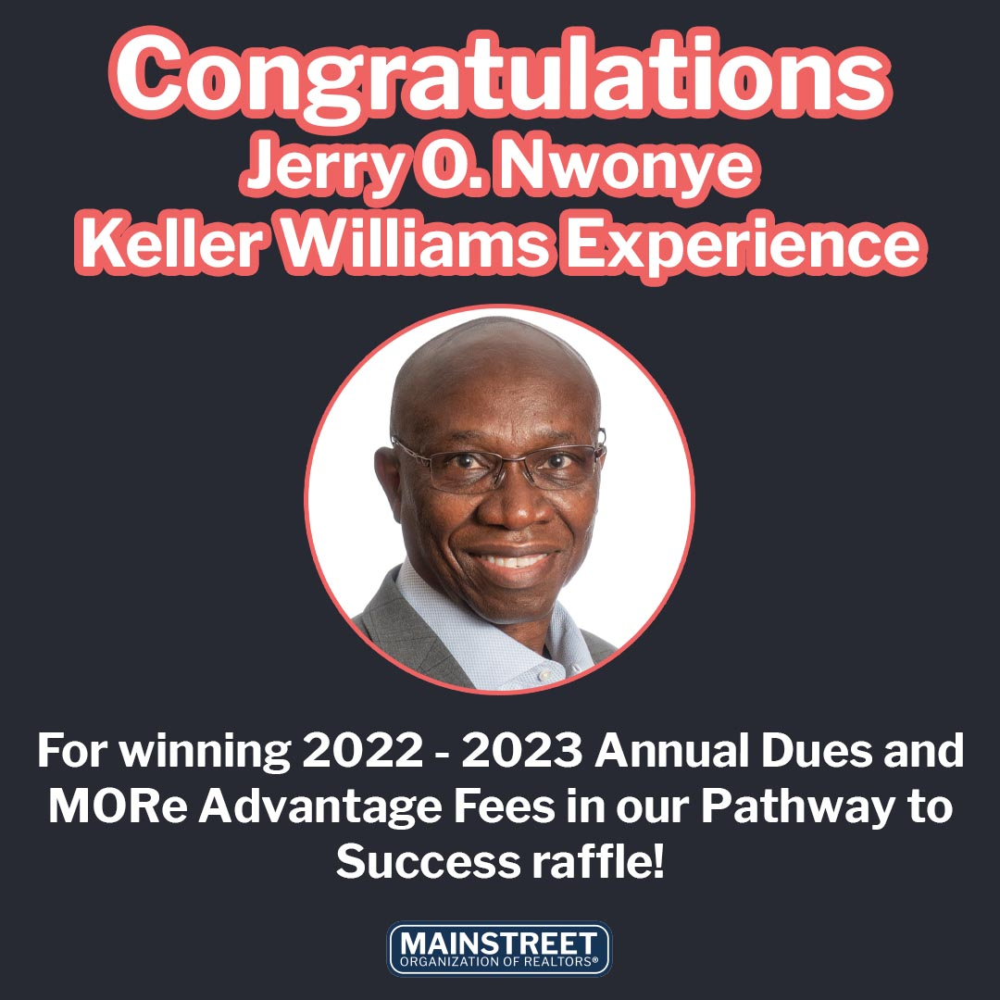 Congratulations
Jerry O. Nwonye
Keller Williams Experience
For winning 2022 - 2023 Annual Dues and
MORe Advantage Fees in our Pathway to
Success raffle!
MAINSTREET
ORGANIZATION OF REALTORS®